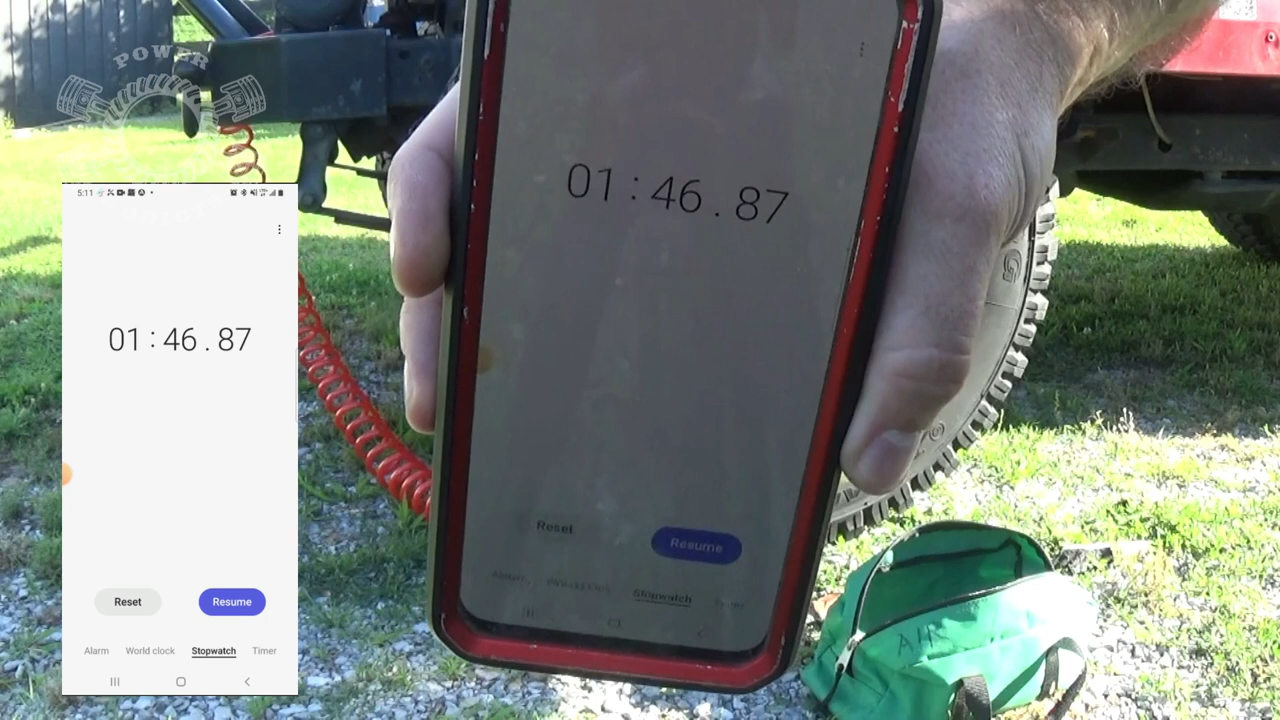 POWER
5:11
01:46.87
Reset
Resume
Alarm World clock Stopwatch Timer
01:46.87
Reset
Resume
Stopwatch
AIR
G